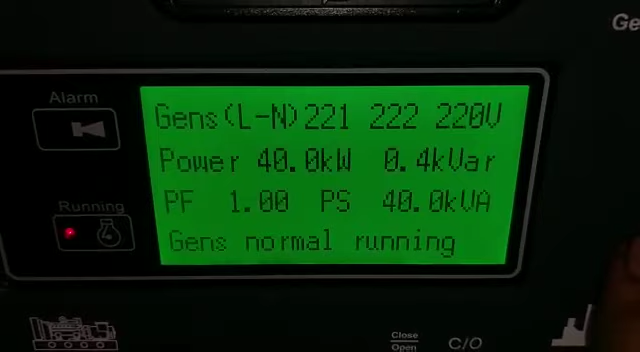 Ge
Alarm
Gens(L-N)221 222 220V
Power 40.0kW 0.4kVar
Running
PF 1.00 PS 40.0kVA
Gens normal running
Close
Open
C/O